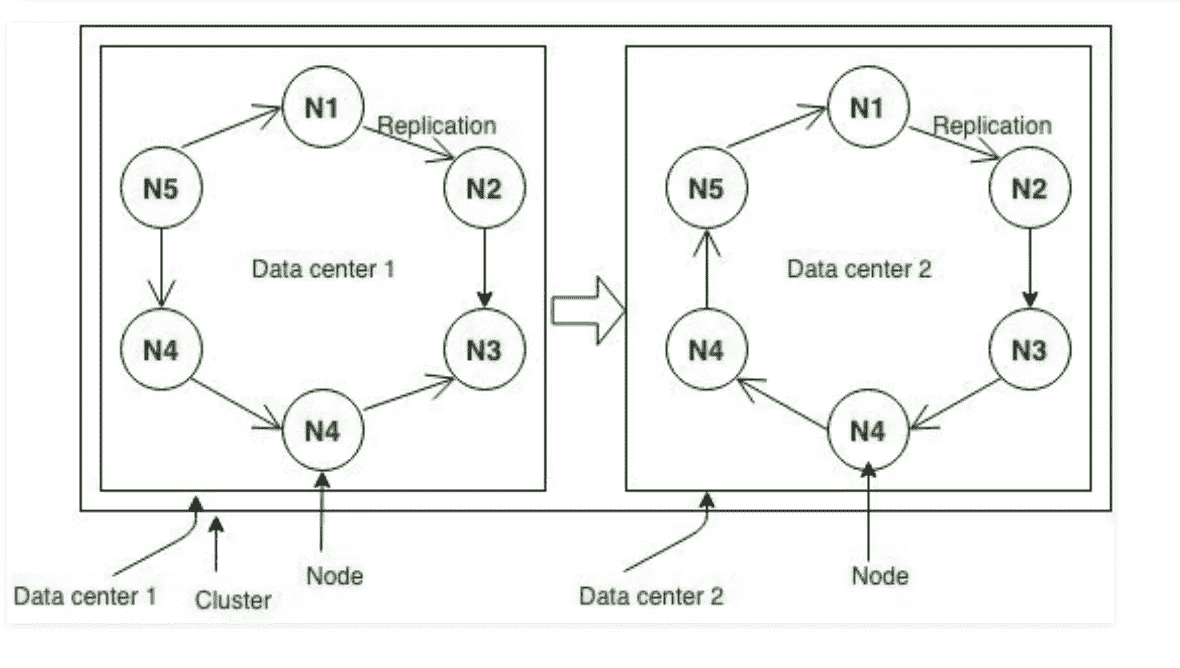 N1
Replication
N5
N2
Data center 1
N4
N3
N4
N1
Replication
N5
N2
Data center 2
N4
N3
N4
Data center 1
Cluster
Node
Data center 2
Node